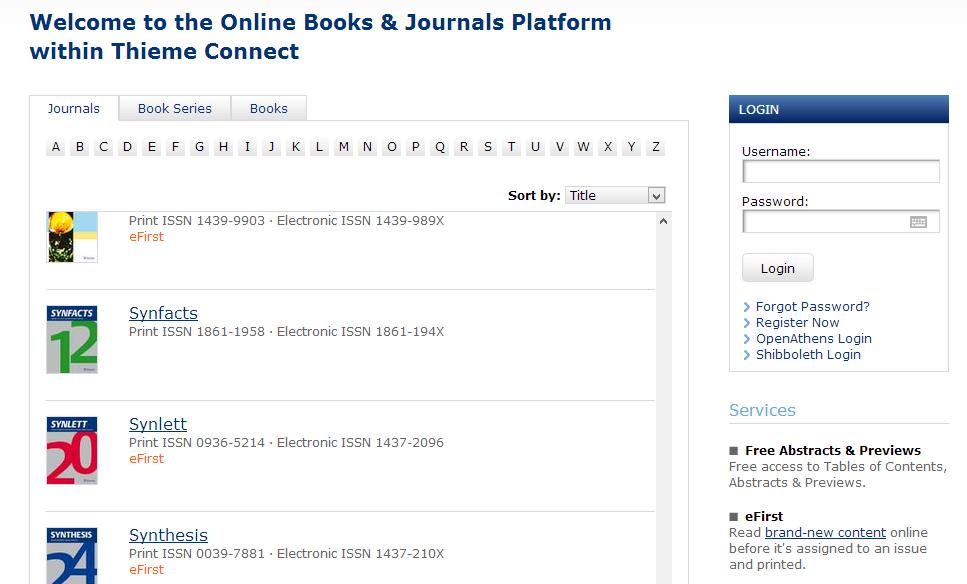 Welcome to the Online Books & Journals Platform
within Thieme Connect
Journals Book Series Books
A B C D E F G H I J K L M N O P Q R S T U V W X Y Z
Sort by: Title
Print ISSN 1439-9903 · Electronic ISSN 1439-989X
eFirst
SYNFACTS
12
Synfacts
Print ISSN 1861-1958 · Electronic ISSN 1861-194X
SYNLETT
20
Synlett
Print ISSN 0936-5214 · Electronic ISSN 1437-2096
eFirst
SYNTHESIS
24
Synthesis
Print ISSN 0039-7881 · Electronic ISSN 1437-210X
eFirst
LOGIN
Username:
Password:
Login
Forgot Password?
Register Now
OpenAthens Login
Shibboleth Login
Services
Free Abstracts & Previews
Free access to Tables of Contents,
Abstracts & Previews.
eFirst
Read brand-new content online
before it's assigned to an issue
and printed.